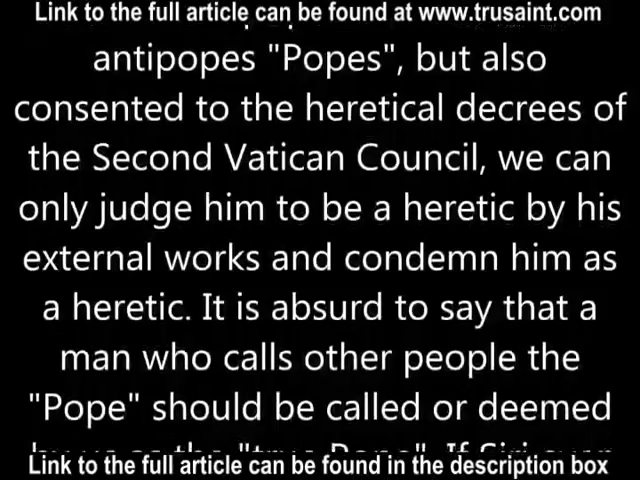 Link to the full article can be found at www.trusaint.com
antipopes "Popes", but also
consented to the heretical decrees of
the Second Vatican Council, we can
only judge him to be a heretic by his
external works and condemn him as
a heretic. It is absurd to say that a
man who calls other people the
"Pope" should be called or deemed
Link to the full article can be found in the description box